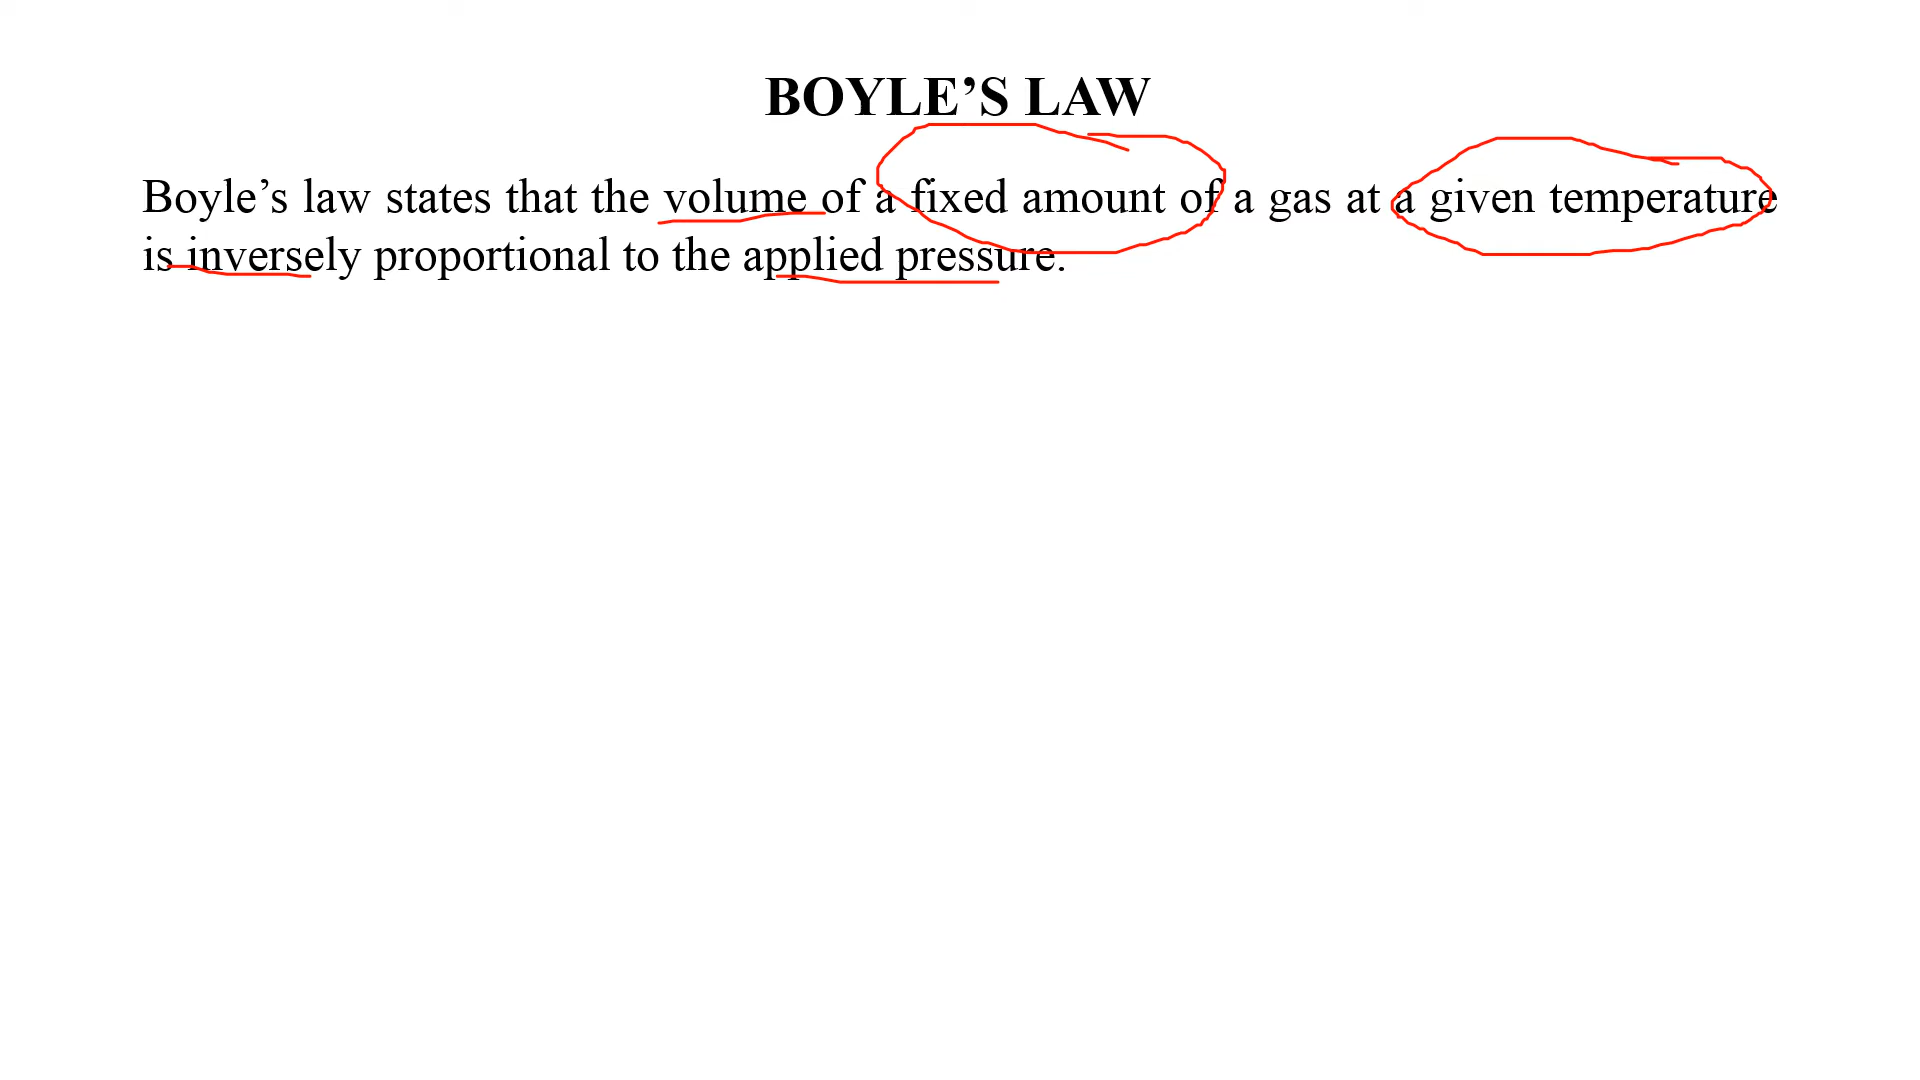 BOYLE’S LAW
Boyle’s law states that the volume of a fixed amount of a gas at a given temperature
is inversely proportional to the applied pressure.